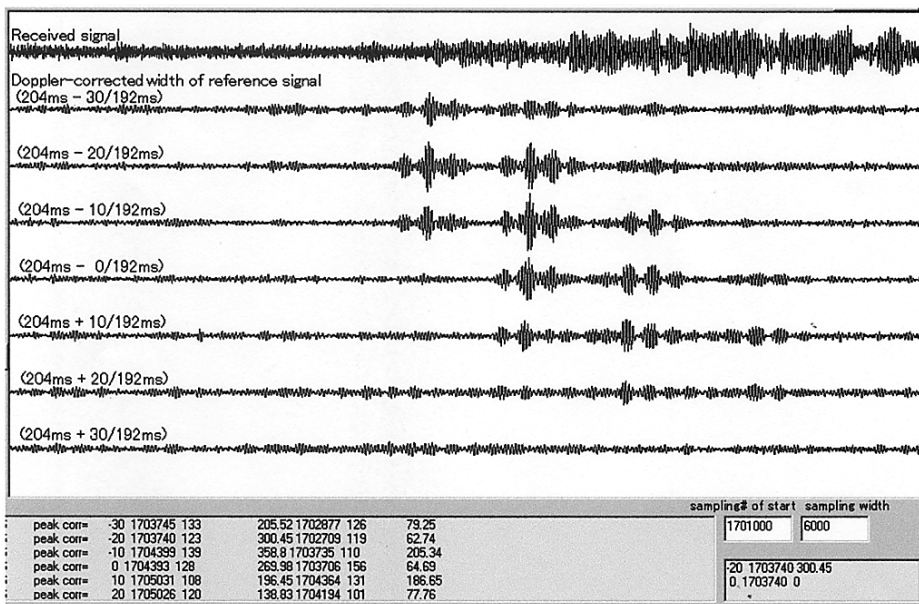 Received signal
Doppler-corrected width of reference signal
(204ms − 30/192ms)
(204ms − 20/192ms)
(204ms − 10/192ms)
(204ms − 0/192ms)
(204ms + 10/192ms)
(204ms + 20/192ms)
(204ms + 30/192ms)
sampling# of start sampling width
1701000 6000
peak corr= -30 1703745 133 205.52 1702877 126 79.25
peak corr= -20 1703740 123 300.45 1702709 119 62.74
peak corr= -10 1704399 139 358.8 1703735 110 205.34
peak corr= 0 1704393 128 269.98 1703706 156 64.69
peak corr= 10 1705031 108 196.45 1704364 131 186.65
peak corr= 20 1705026 120 138.83 1704194 101 77.76
-20 1703740 300.45
0, 1703740 0